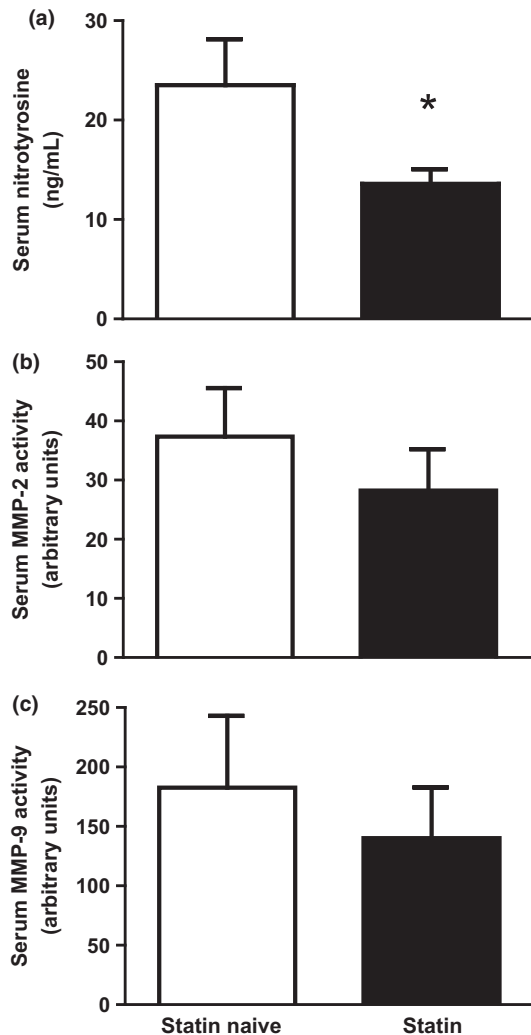 (a)
Serum nitrotyrosine
(ng/mL)
30
20
10
0
*
(b)
Serum MMP-2 activity
(arbitrary units)
50
40
30
20
10
0
(c)
Serum MMP-9 activity
(arbitrary units)
250
200
150
100
50
0
Statin naive
Statin